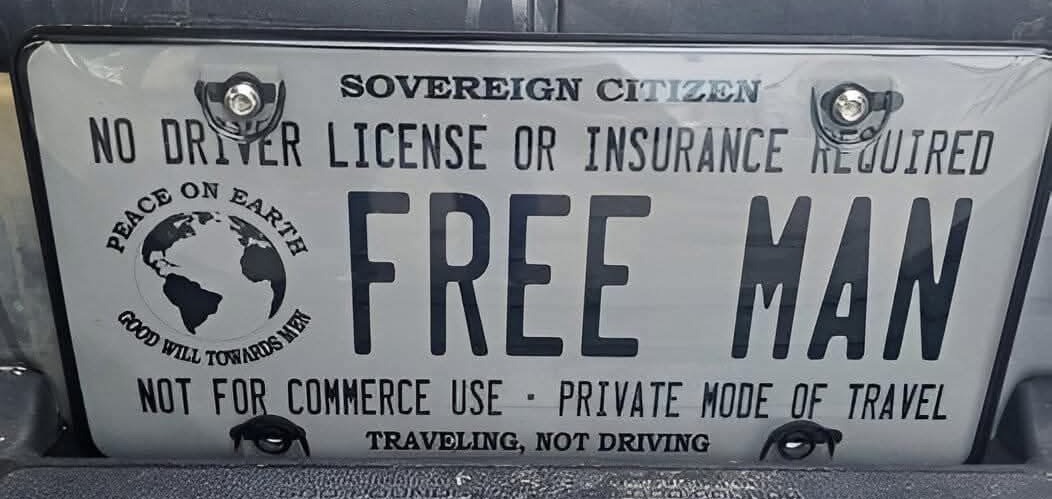 SOVEREIGN CITIZEN
NO DRIVER LICENSE OR INSURANCE REQUIRED
PEACE ON EARTH
GOOD WILL TOWARDS MEN
FREE MAN
NOT FOR COMMERCE USE · PRIVATE MODE OF TRAVEL
TRAVELING, NOT DRIVING